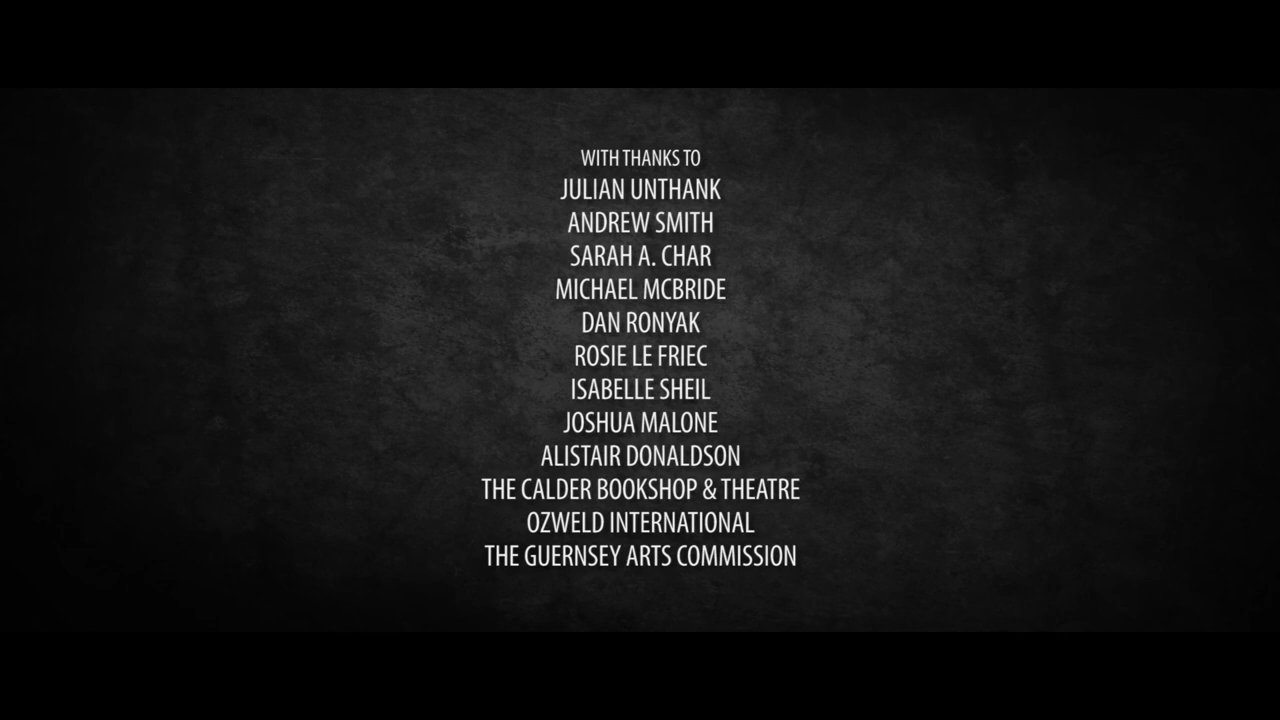 WITH THANKS TO
JULIAN UNTHANK
ANDREW SMITH
SARAH A. CHAR
MICHAEL MCBRIDE
DAN RONYAK
ROSIE LE FRIEC
ISABELLE SHEIL
JOSHUA MALONE
ALISTAIR DONALDSON
THE CALDER BOOKSHOP & THEATRE
OZWELD INTERNATIONAL
THE GUERNSEY ARTS COMMISSION